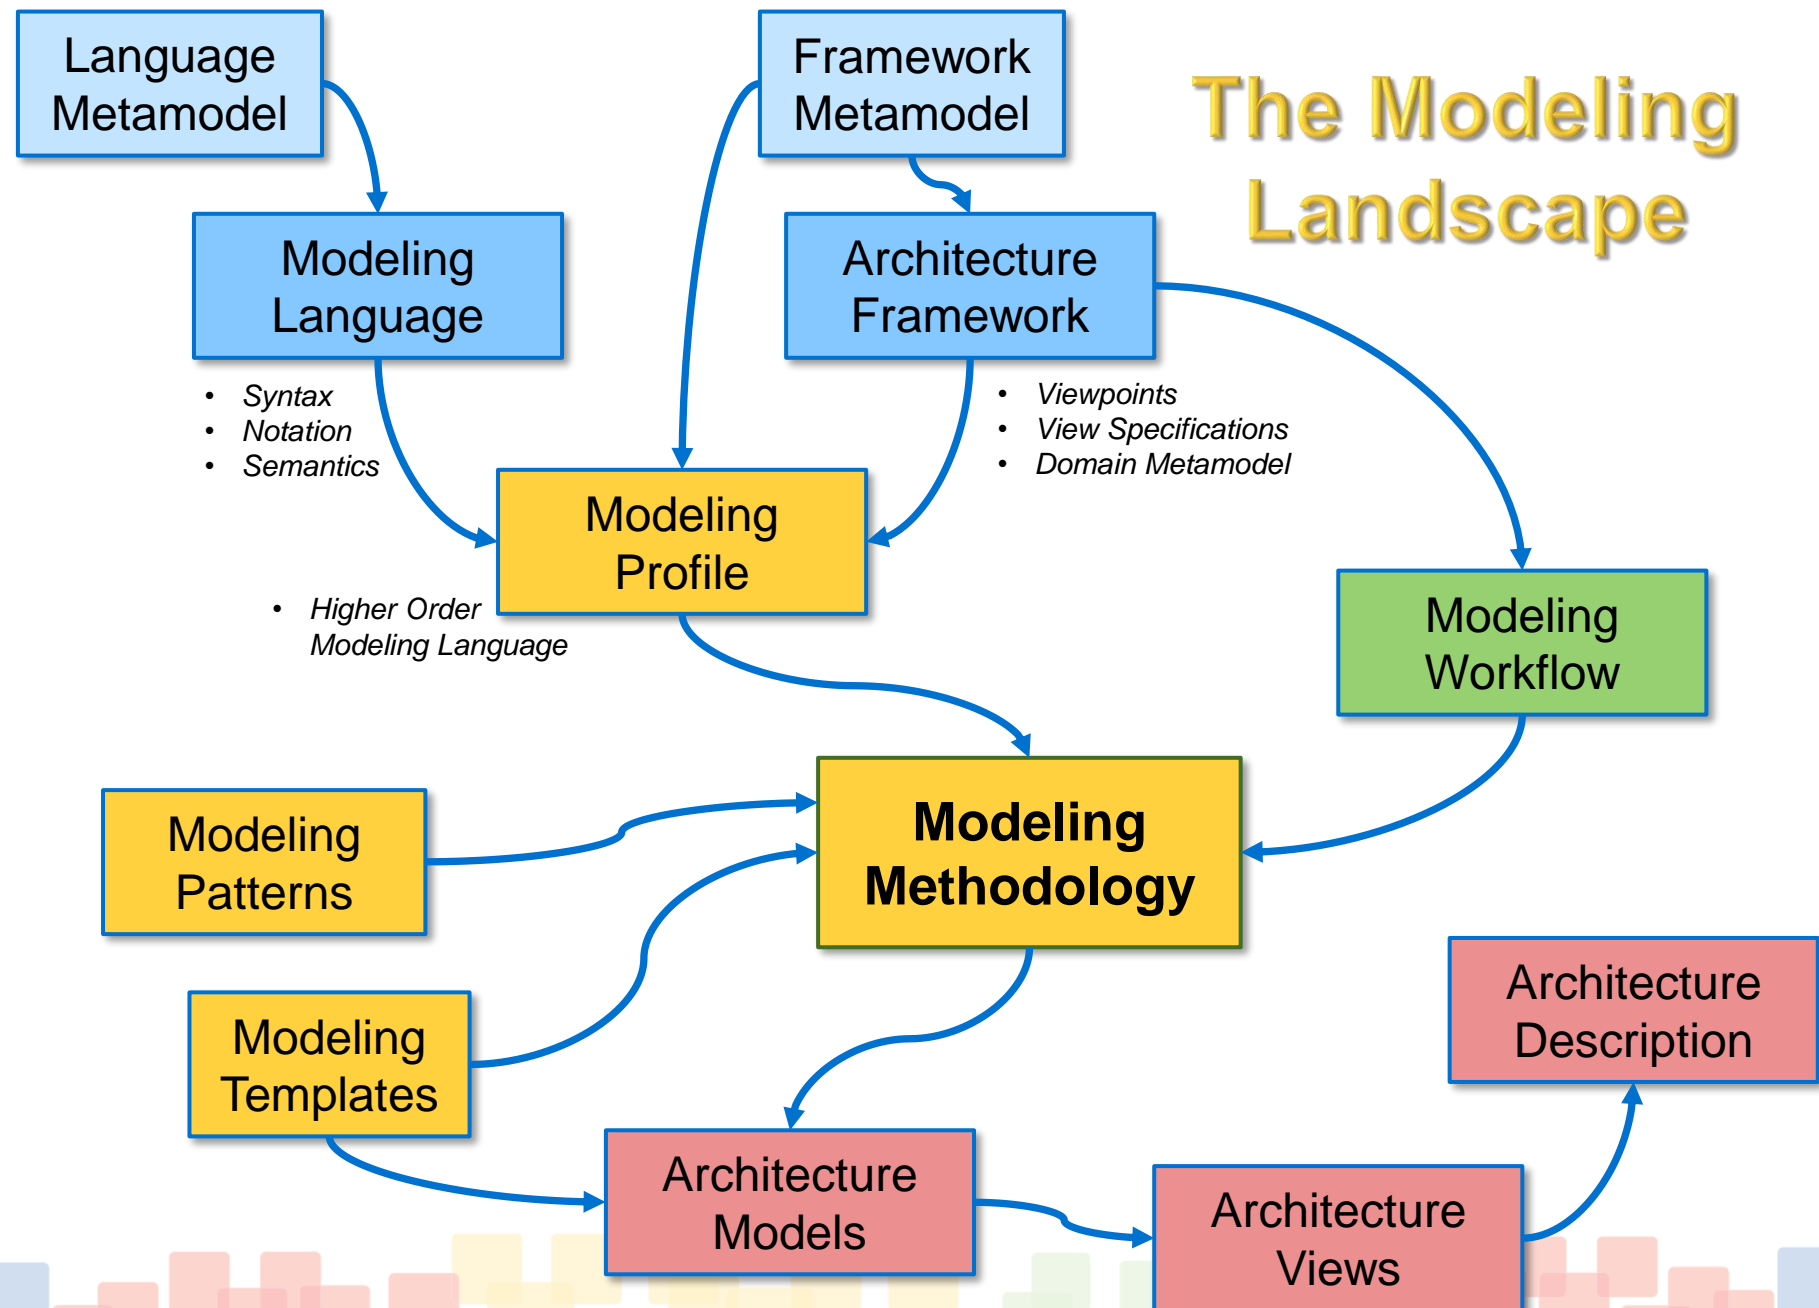 Language
Metamodel
Framework
Metamodel
The Modeling
Landscape
Modeling
Language
Architecture
Framework
• Syntax
• Notation
• Semantics
• Viewpoints
• View Specifications
• Domain Metamodel
Modeling
Profile
• Higher Order
Modeling Language
Modeling
Workflow
Modeling
Patterns
Modeling
Methodology
Modeling
Templates
Architecture
Description
Architecture
Models
Architecture
Views